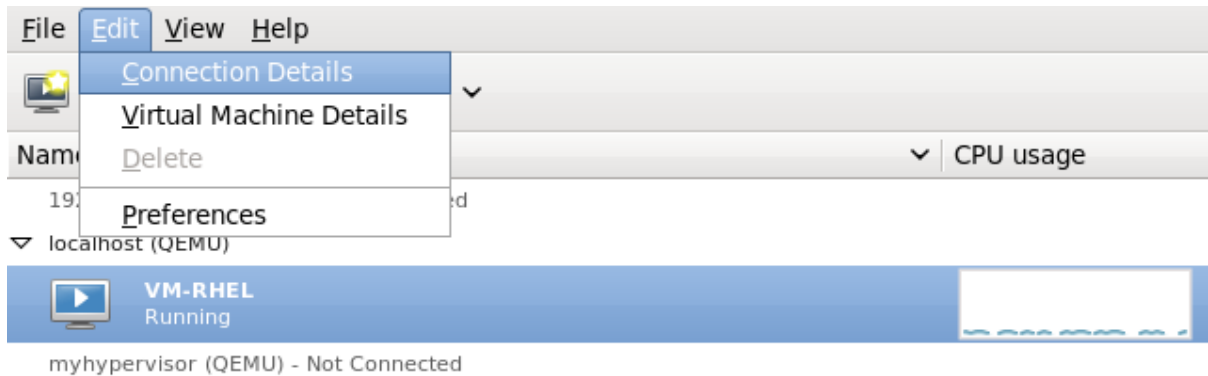 File Edit View Help
Connection Details
Virtual Machine Details
Delete
Preferences
CPU usage
localhost (QEMU)
VM-RHEL
Running
myhypervisor (QEMU) - Not Connected